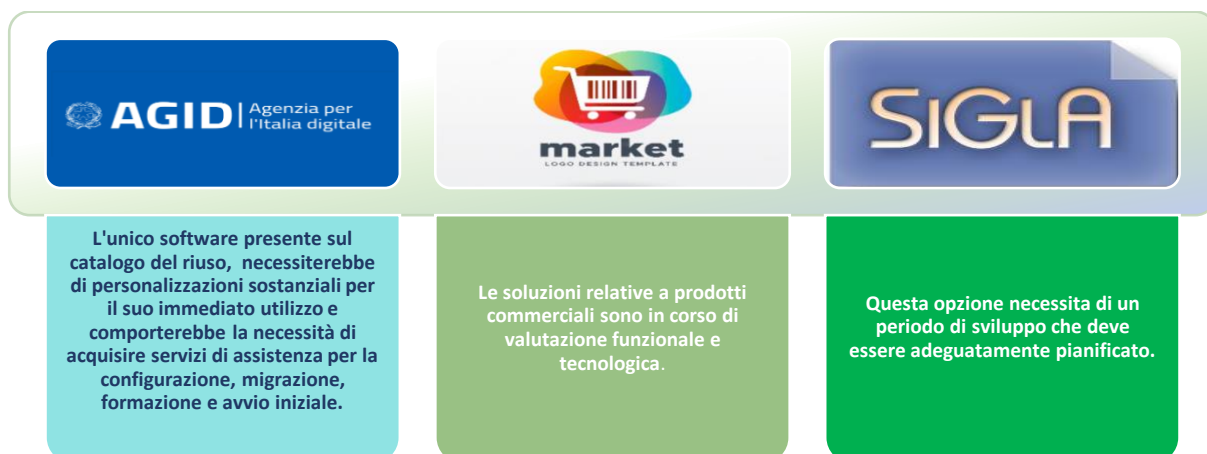 AGID Agenzia per
l'Italia digitale
market
LOGO DESIGN TEMPLATE
SIGLA
L'unico software presente sul
catalogo del riuso, necessiterebbe
di personalizzazioni sostanziali per
il suo immediato utilizzo e
comporterebbe la necessità di
acquisire servizi di assistenza per la
configurazione, migrazione,
formazione e avvio iniziale.
Le soluzioni relative a prodotti
commerciali sono in corso di
valutazione funzionale e
tecnologica.
Questa opzione necessita di un
periodo di sviluppo che deve
essere adeguatamente pianificato.